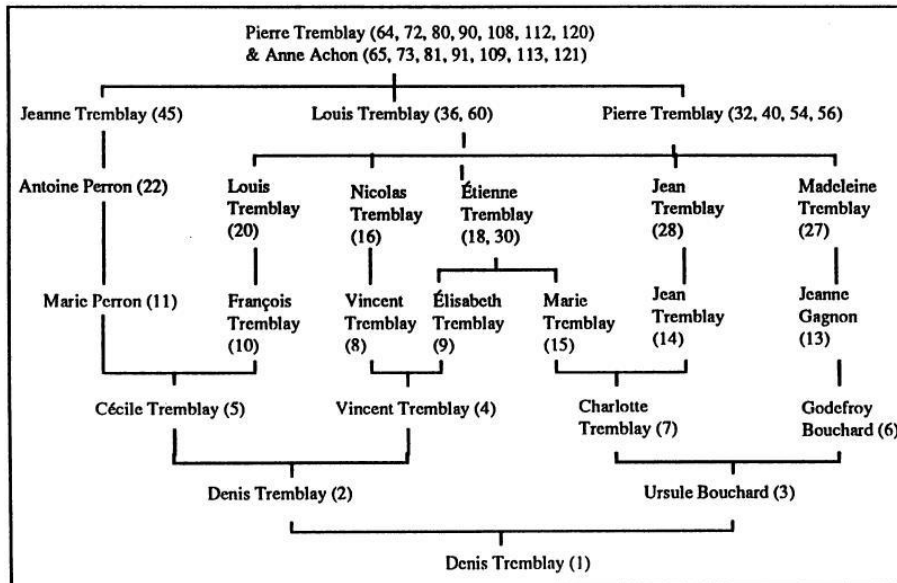 Pierre Tremblay (64, 72, 80, 90, 108, 112, 120)
& Anne Achon (65, 73, 81, 91, 109, 113, 121)
Jeanne Tremblay (45)
Louis Tremblay (36, 60)
Pierre Tremblay (32, 40, 54, 56)
Antoine Perron (22)
Louis
Tremblay
(20)
Nicolas
Tremblay
(16)
Étienne
Tremblay
(18, 30)
Jean
Tremblay
(28)
Madeleine
Tremblay
(27)
Marie Perron (11)
François
Tremblay
(10)
Vincent
Tremblay
(8)
Élisabeth
Tremblay
(9)
Marie
Tremblay
(15)
Jean
Tremblay
(14)
Jeanne
Gagnon
(13)
Cécile Tremblay (5)
Vincent Tremblay (4)
Charlotte
Tremblay (7)
Godefroy
Bouchard (6)
Denis Tremblay (2)
Ursule Bouchard (3)
Denis Tremblay (1)